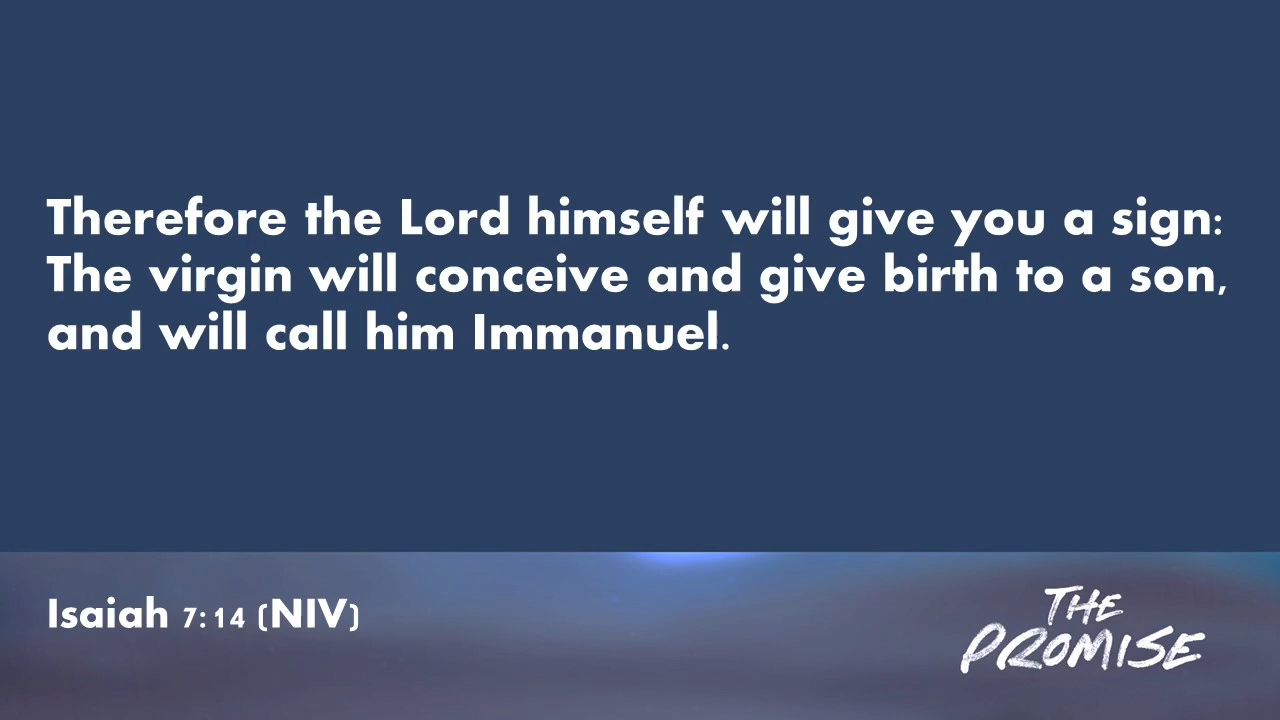 Therefore the Lord himself will give you a sign:
The virgin will conceive and give birth to a son,
and will call him Immanuel.
Isaiah 7:14 (NIV)
THE
PROMISE